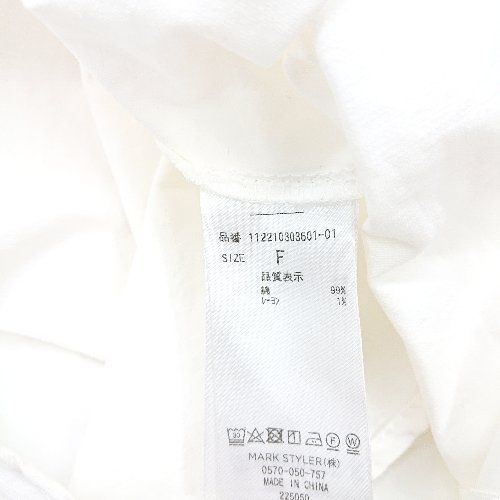 品番 112210303601-01
SIZE F
品質表示
綿 99%
レーヨン 1%
MARK STYLER(株)
0570-050-757
MADE IN CHINA
225050